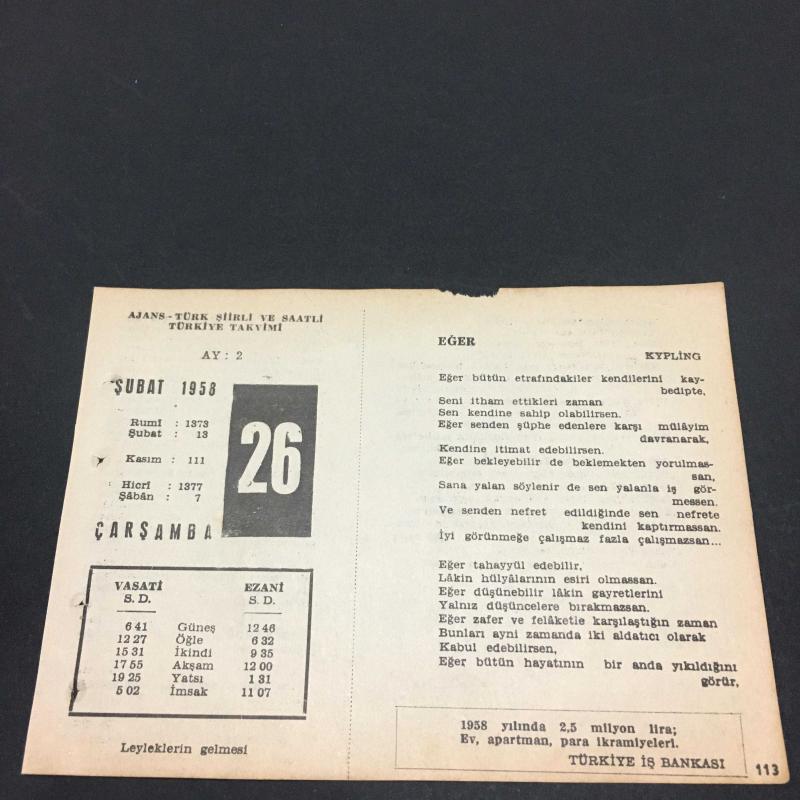 AJANS - TÜRK ŞİİRLİ VE SAATLİ
TÜRKİYE TAKVİMİ
AY : 2
ŞUBAT 1958
Rumî : 1373
Şubat : 13
Kasım : 111
Hicrî : 1377
Şâbân : 7
26
ÇARŞAMBA
VASATİ EZANİ
S. D. S. D.
6 41 Güneş 12 46
12 27 Öğle 6 32
15 31 İkindi 9 35
17 55 Akşam 12 00
19 25 Yatsı 1 31
5 02 İmsak 11 07
Leyleklerin gelmesi
EĞER
KYPLİNG
Eğer bütün etrafındakiler kendilerini kay-
bedipte,
Seni itham ettikleri zaman
Sen kendine sahip olabilirsen.
Eğer senden şüphe edenlere karşı mülâyim
davranarak,
Kendine itimat edebilirsen.
Eğer bekleyebilir de beklemekten yorulmas-
san,
Sana yalan söylenir de sen yalanla iş gör-
messen.
Ve senden nefret edildiğinde sen nefrete
kendini kaptırmassan.
İyi görünmeğe çalışmaz fazla çalışmazsan...
Eğer tahayyül edebilir,
Lâkin hülyâlarının esiri olmassan.
Eğer düşünebilir lâkin gayretlerini
Yalnız düşüncelere bırakmazsan.
Eğer zafer ve felâketle karşılaştığın zaman
Bunları ayni zamanda iki aldatıcı olarak
Kabul edebilirsen,
Eğer bütün hayatının bir anda yıkıldığını
görür,
1958 yılında 2,5 milyon lira;
Ev, apartman, para ikramiyeleri.
TÜRKİYE İŞ BANKASI
113